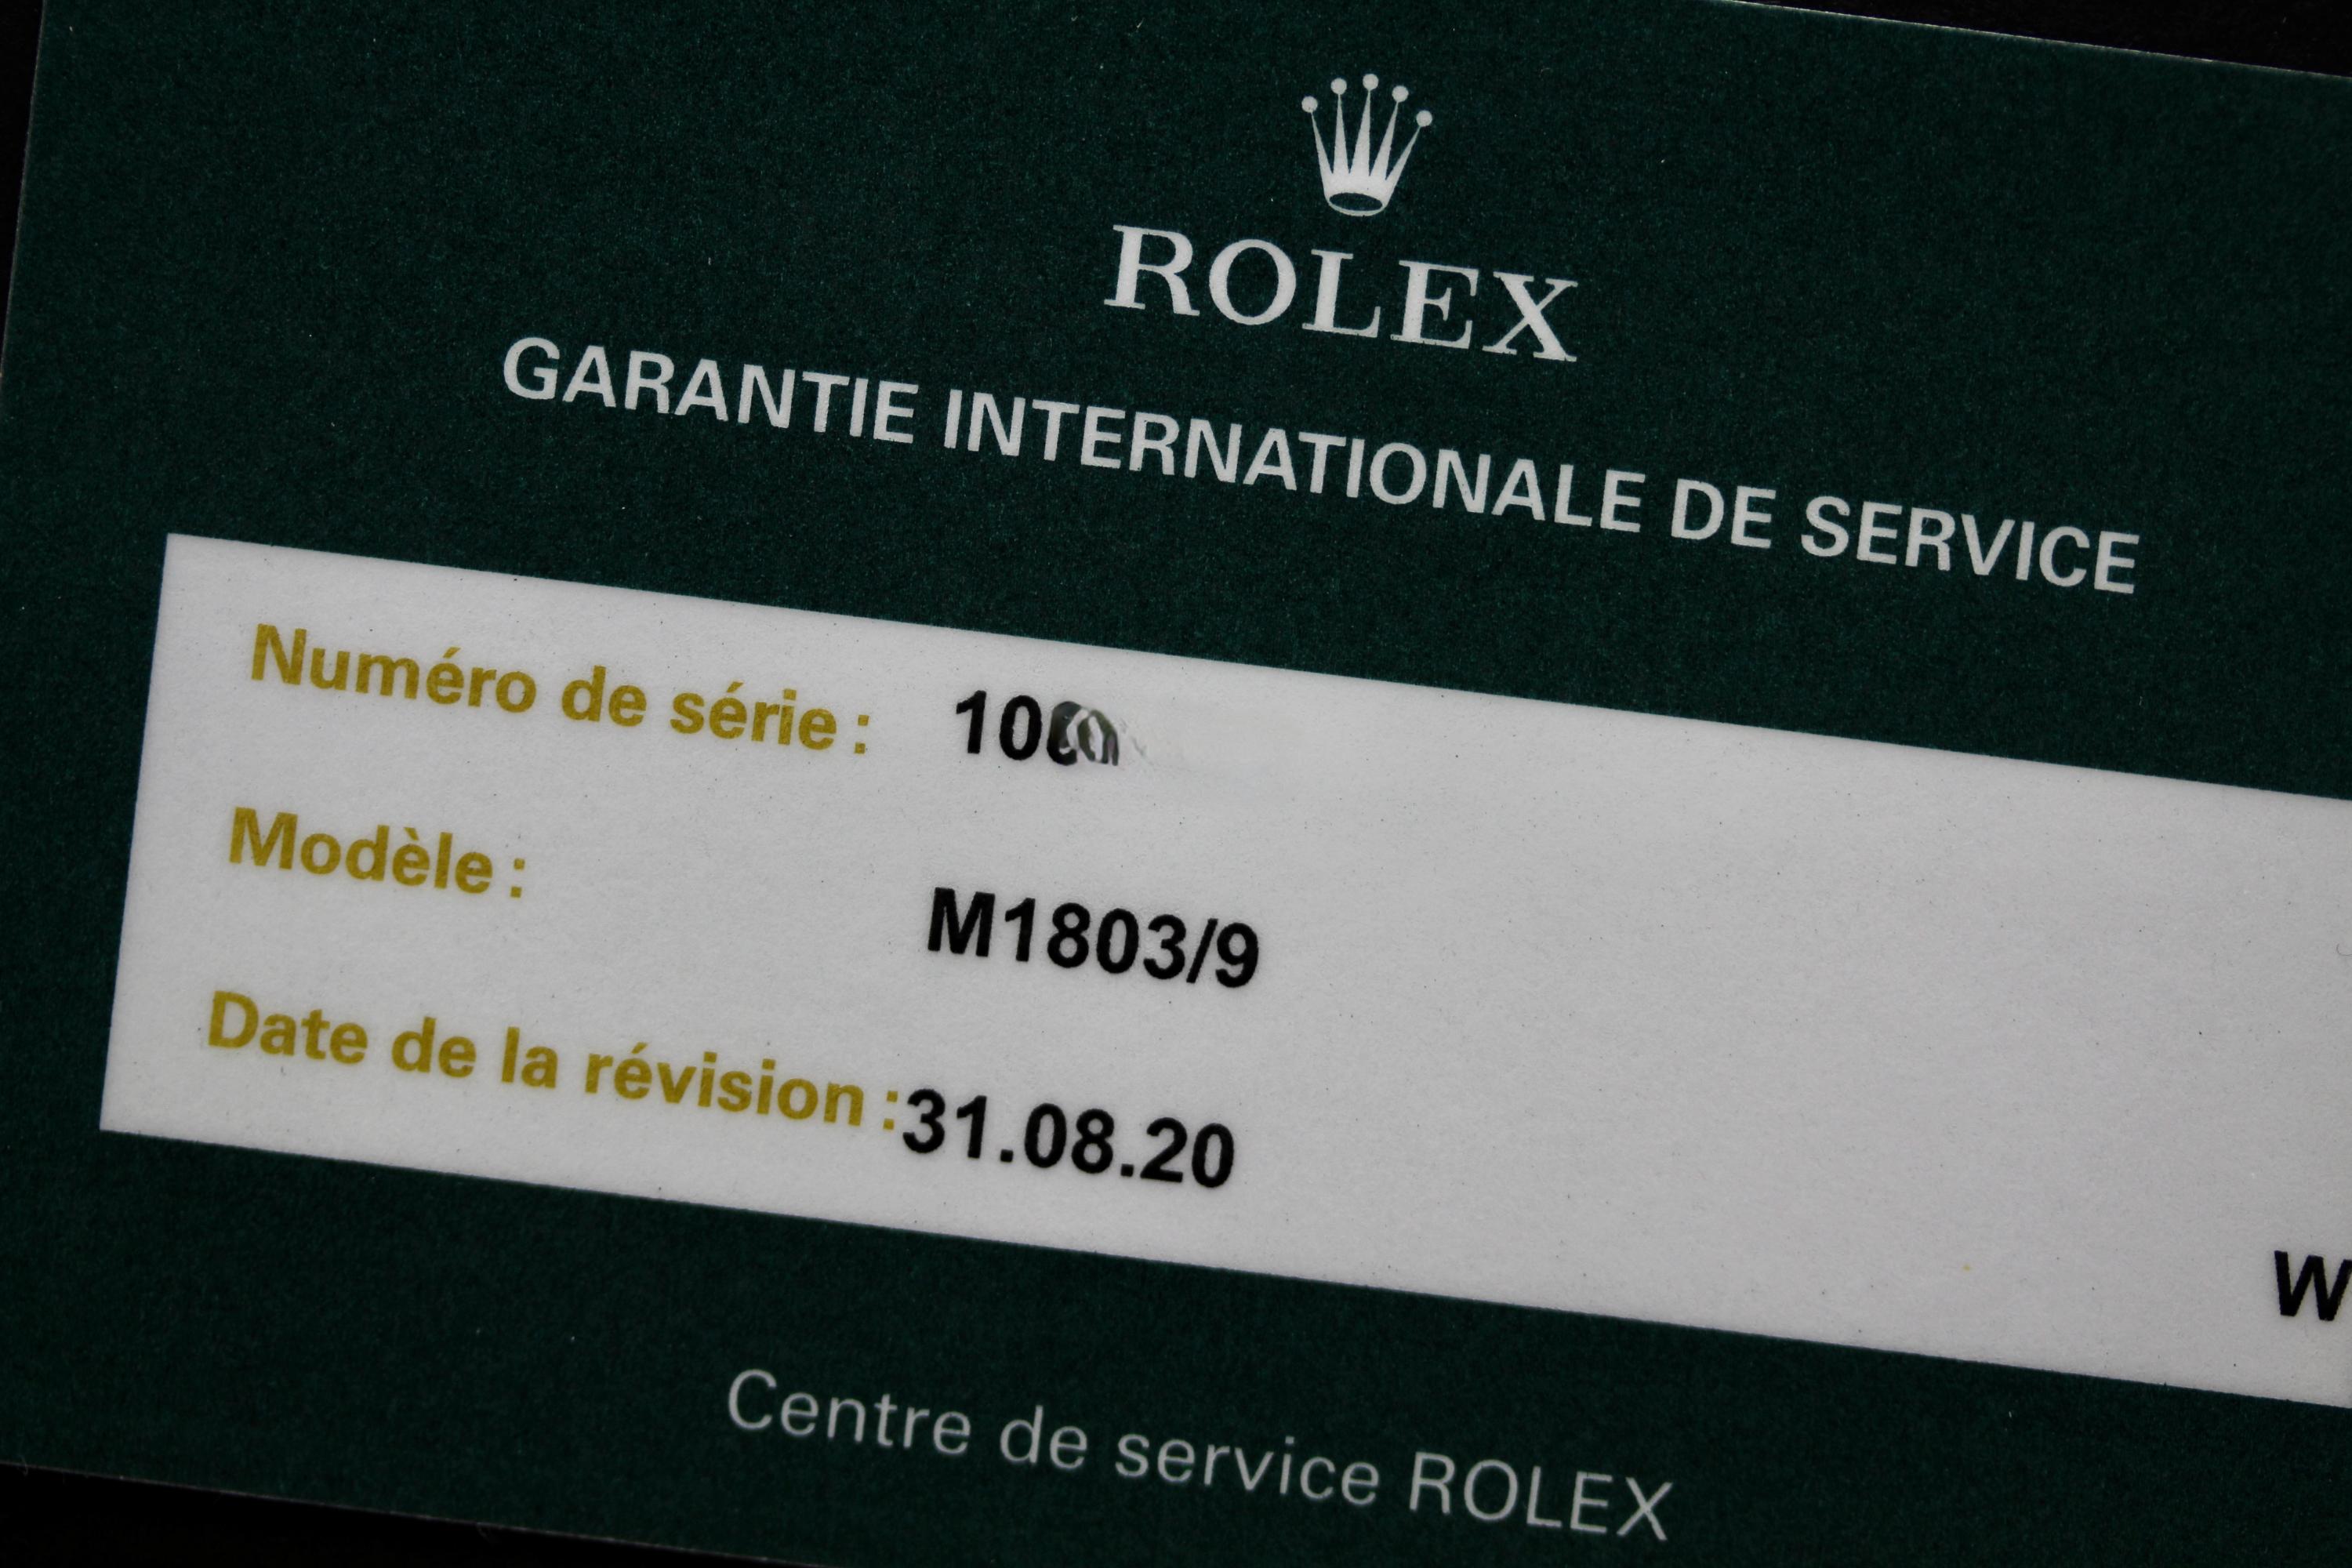 ROLEX
GARANTIE INTERNATIONALE DE SERVICE
Numéro de série : 10
Modèle : M1803/9
Date de la révision : 31.08.20
W
Centre de service ROLEX